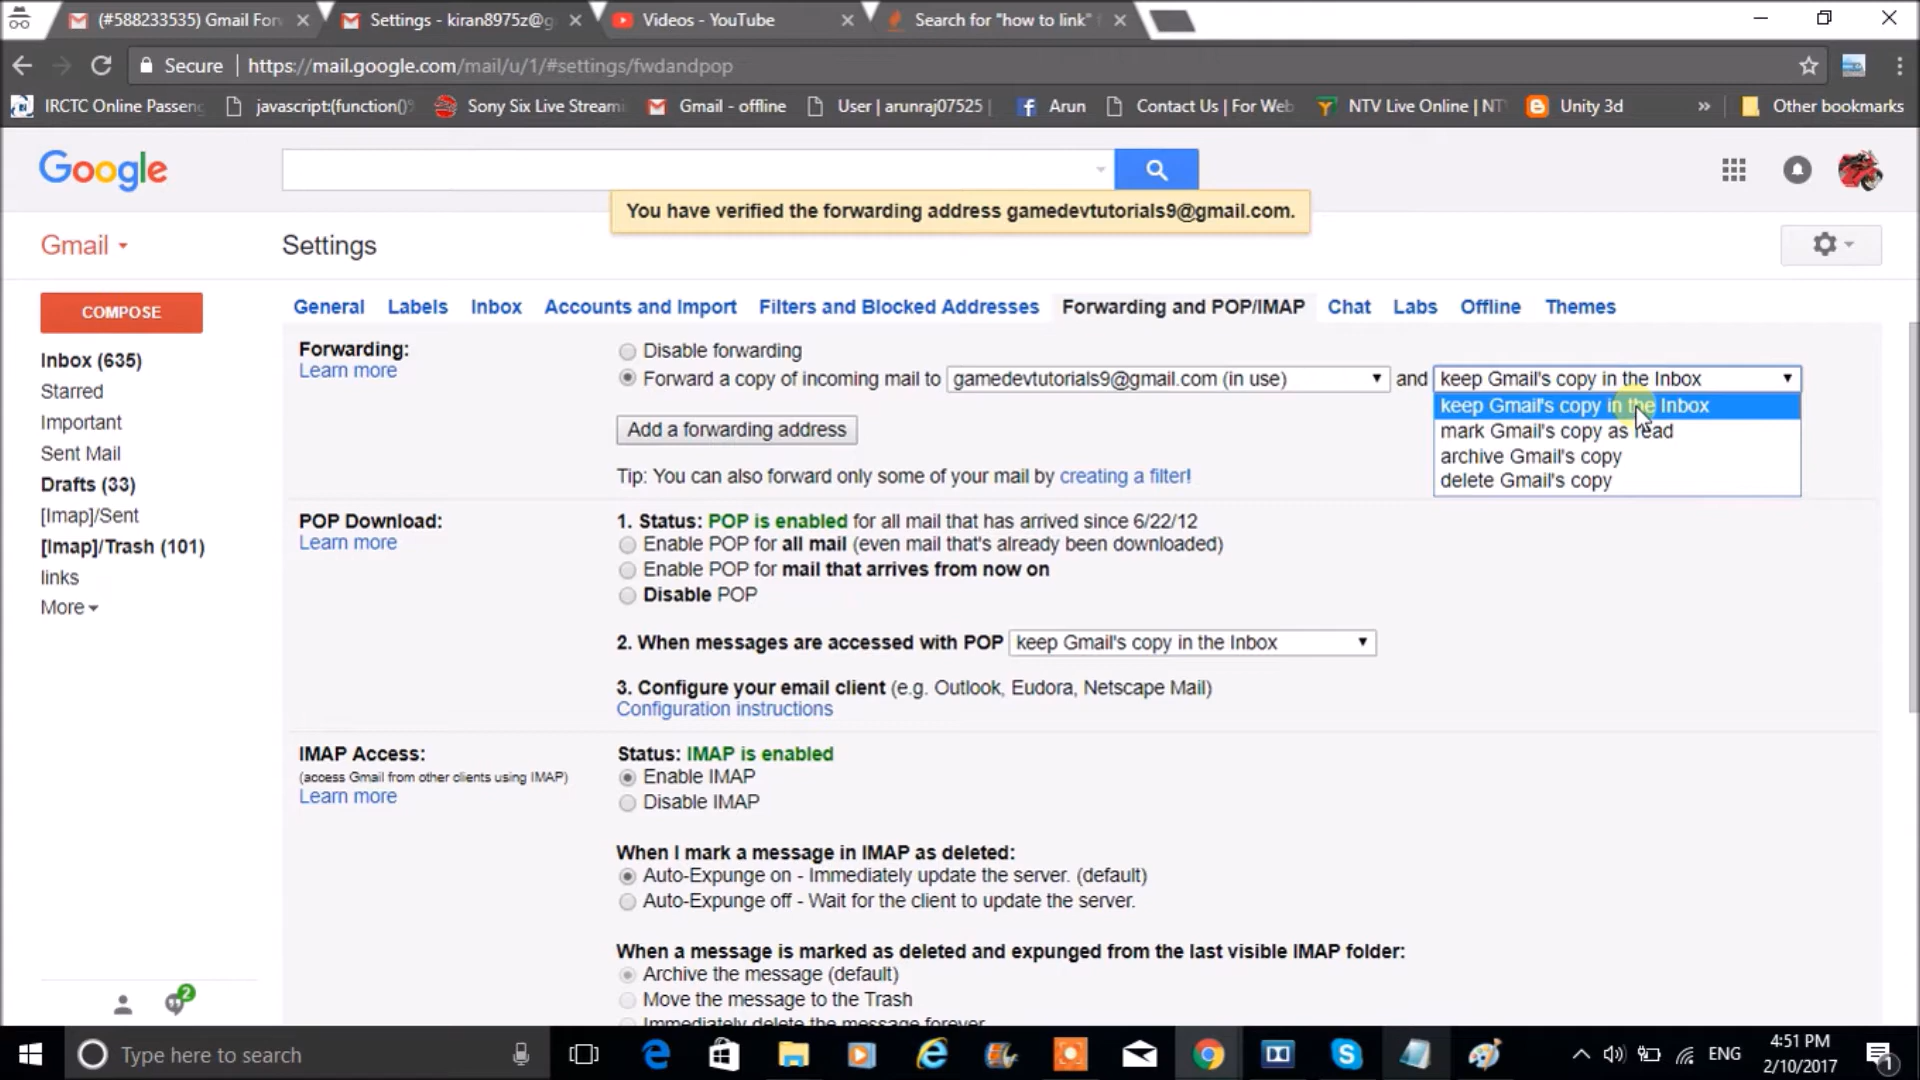 (#588233535) Gmail For
Settings - kiran8975z@g
Videos - YouTube
Search for "how to link"
Secure
https://mail.google.com/mail/u/1/#settings/fwdandpop
IRCTC Online Passen
javascript:(function()
Sony Six Live Streami
Gmail - offline
User | arunraj07525 |
Arun
Contact Us | For Web
NTV Live Online | NT
Unity 3d
»
Other bookmarks
Google
You have verified the forwarding address gamedevtutorials9@gmail.com.
Gmail
Settings
COMPOSE
General
Labels
Inbox
Accounts and Import
Filters and Blocked Addresses
Forwarding and POP/IMAP
Chat
Labs
Offline
Themes
Inbox (635)
Starred
Important
Sent Mail
Drafts (33)
[Imap]/Sent
[Imap]/Trash (101)
links
More
Forwarding:
Learn more
Disable forwarding
Forward a copy of incoming mail to gamedevtutorials9@gmail.com (in use) and keep Gmail's copy in the Inbox
keep Gmail's copy in the Inbox
mark Gmail's copy as read
archive Gmail's copy
delete Gmail's copy
Add a forwarding address
Tip: You can also forward only some of your mail by creating a filter!
POP Download:
Learn more
1. Status: POP is enabled for all mail that has arrived since 6/22/12
Enable POP for all mail (even mail that's already been downloaded)
Enable POP for mail that arrives from now on
Disable POP
2. When messages are accessed with POP keep Gmail's copy in the Inbox
3. Configure your email client (e.g. Outlook, Eudora, Netscape Mail)
Configuration instructions
IMAP Access:
(access Gmail from other clients using IMAP)
Learn more
Status: IMAP is enabled
Enable IMAP
Disable IMAP
When I mark a message in IMAP as deleted:
Auto-Expunge on - Immediately update the server. (default)
Auto-Expunge off - Wait for the client to update the server.
When a message is marked as deleted and expunged from the last visible IMAP folder:
Archive the message (default)
Move the message to the Trash
Immediately delete the message forever
2
Type here to search
ENG
4:51 PM
2/10/2017
1